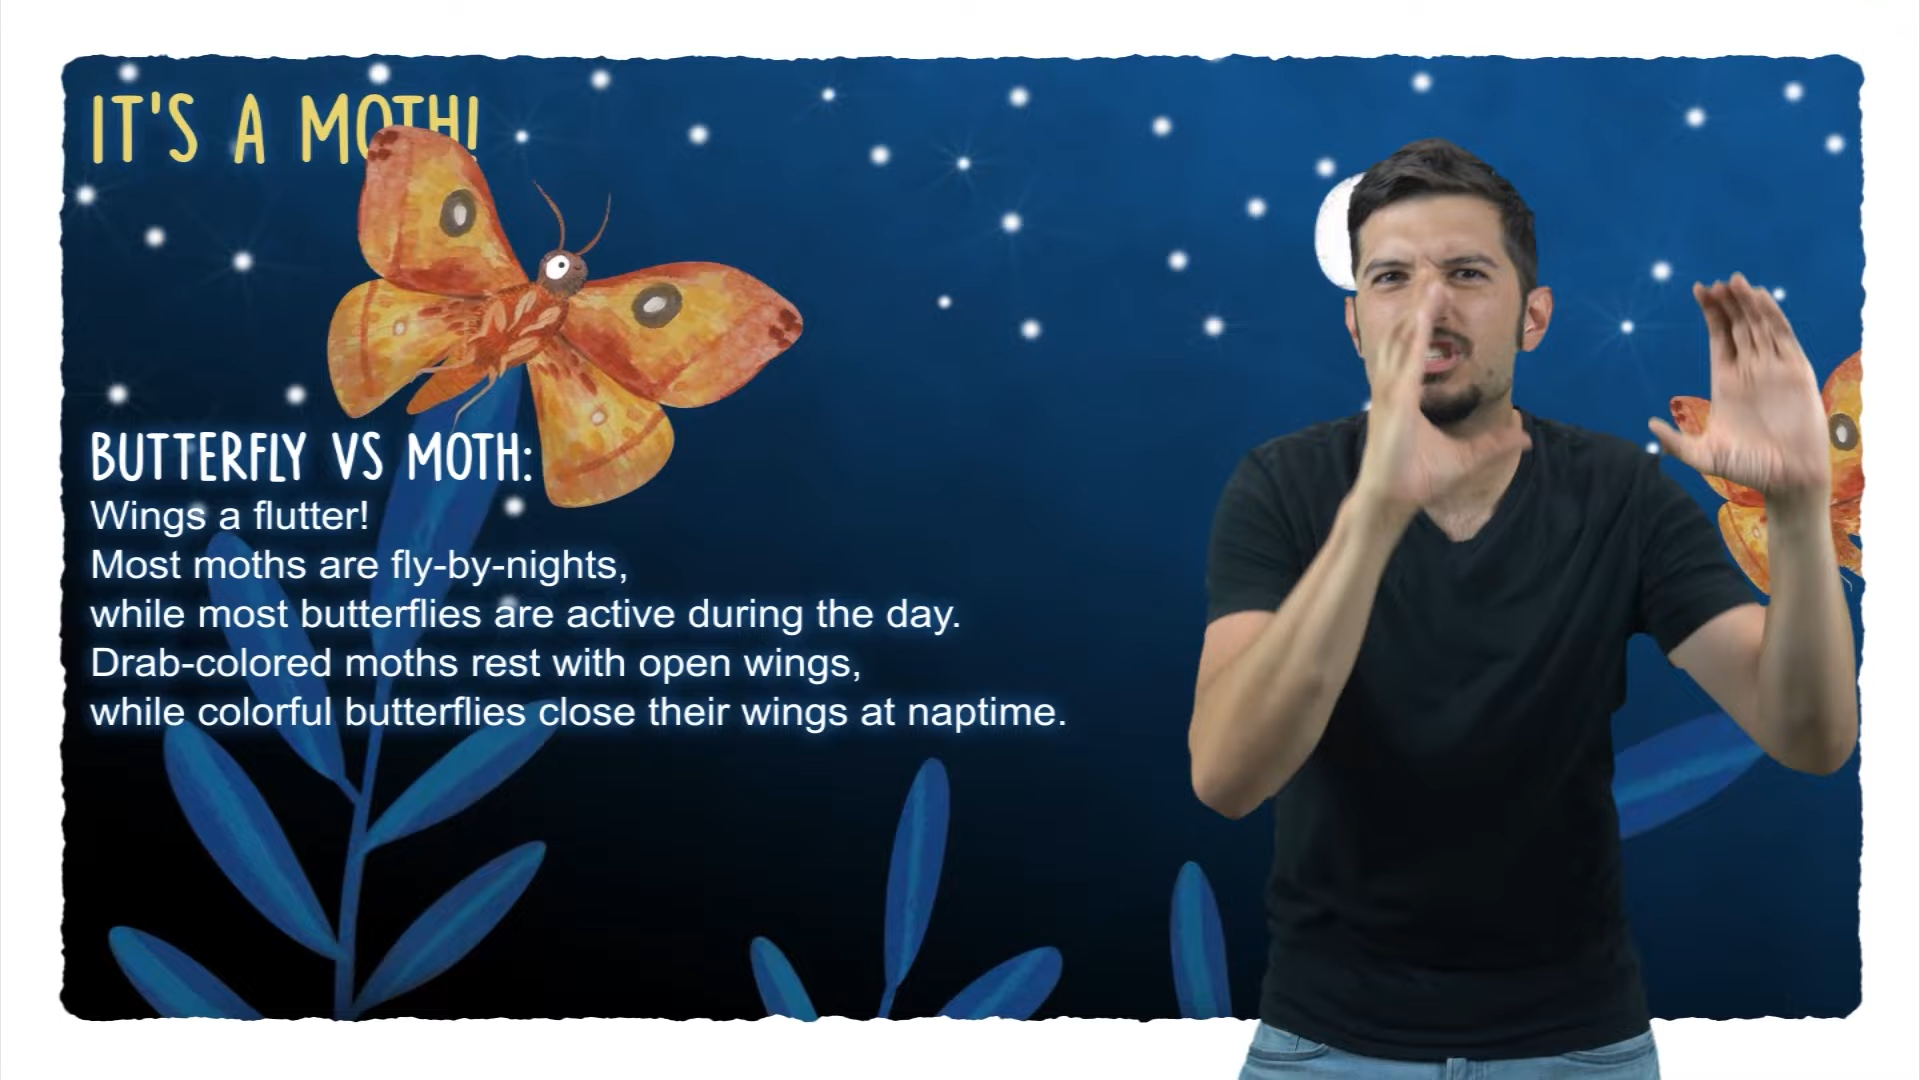 IT'S A MOTH!
BUTTERFLY VS MOTH:
Wings a flutter!
Most moths are fly-by-nights,
while most butterflies are active during the day.
Drab-colored moths rest with open wings,
while colorful butterflies close their wings at naptime.